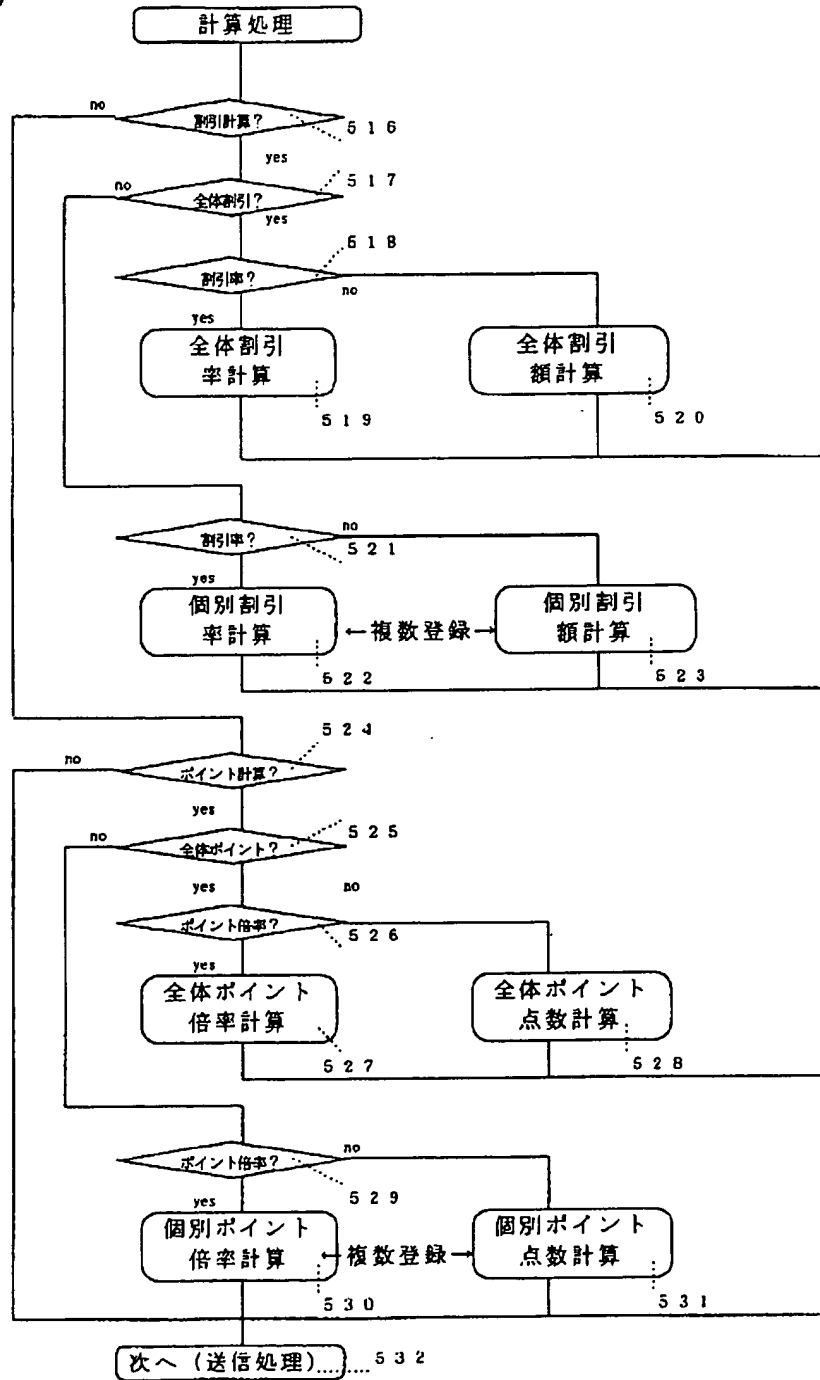 計算処理
no
割引計算?
516
yes
no
全体割引?
517
yes
518
割引率?
no
yes
全体割引
率計算
全体割引
額計算
519
520
no
割引率?
521
yes
個別割引
率計算
←複数登録→
個別割引
額計算
522
523
524
no
ポイント計算?
yes
525
no
全体ポイント?
yes
no
ポイント倍率?
526
yes
全体ポイント
倍率計算
全体ポイント
点数計算
527
528
no
ポイント倍率?
529
yes
個別ポイント
倍率計算
←複数登録→
個別ポイント
点数計算
530
531
次へ(送信処理)
532